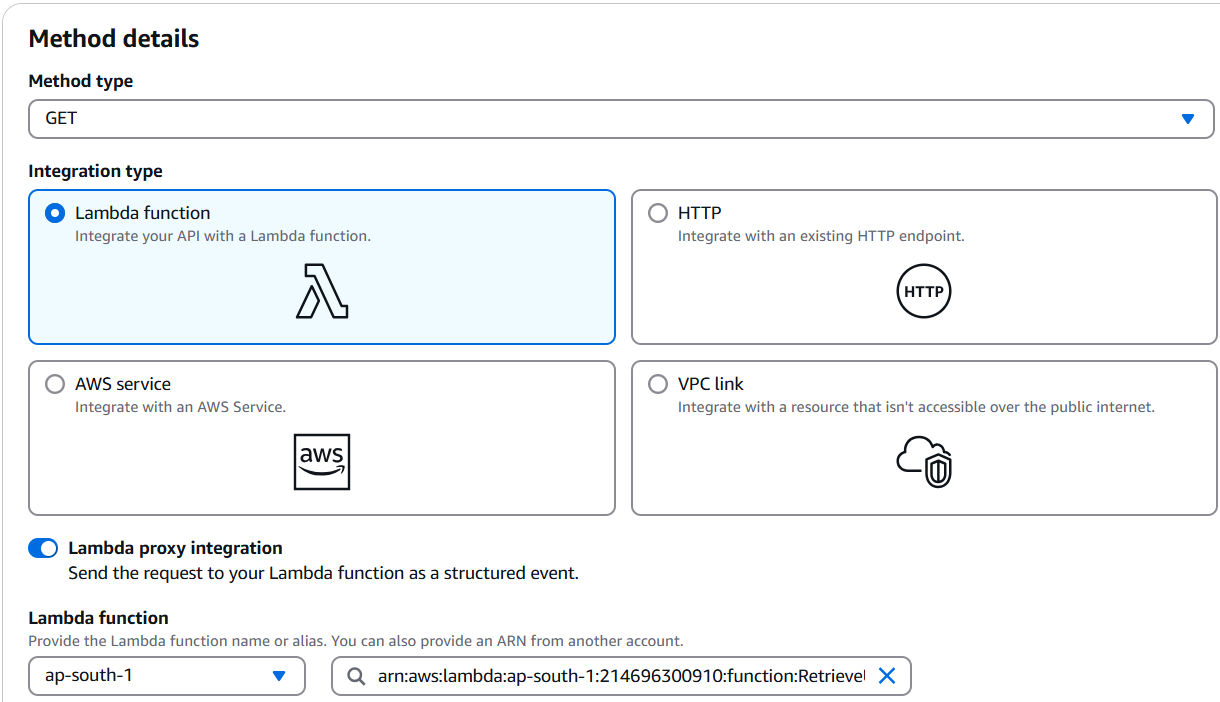 Method details
Method type
GET
Integration type
Lambda function
Integrate your API with a Lambda function.
HTTP
Integrate with an existing HTTP endpoint.
HTTP
AWS service
Integrate with an AWS Service.
aws
VPC link
Integrate with a resource that isn't accessible over the public internet.
Lambda proxy integration
Send the request to your Lambda function as a structured event.
Lambda function
Provide the Lambda function name or alias. You can also provide an ARN from another account.
ap-south-1
arn:aws:lambda:ap-south-1:214696300910:function:Retrieve